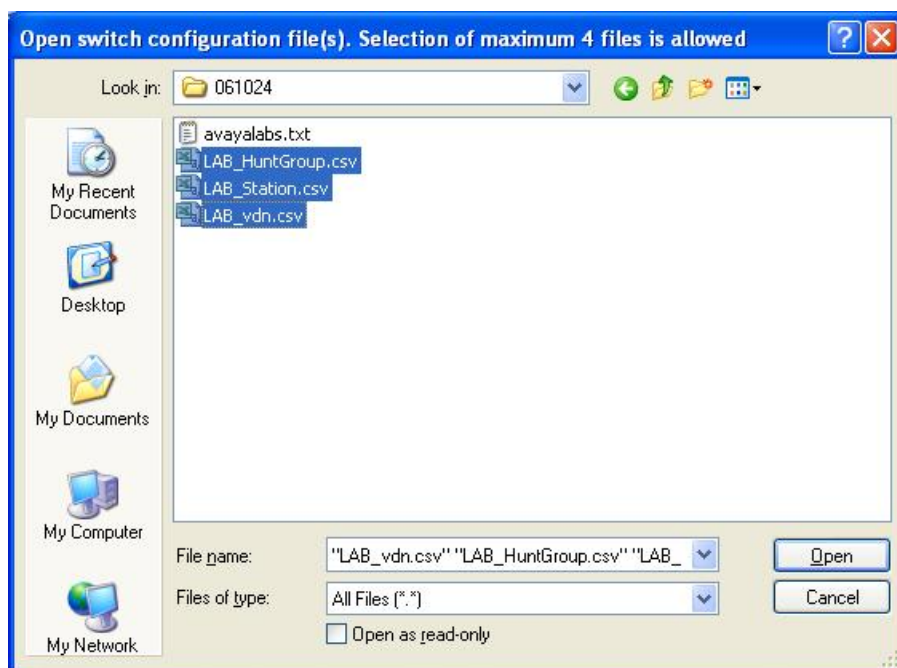 Open switch configuration file(s). Selection of maximum 4 files is allowed
Look in: 061024
avayalabs.txt
LAB_HuntGroup.csv
LAB_Station.csv
LAB_vdn.csv
My Recent
Documents
Desktop
My Documents
My Computer
My Network
File name: "LAB_vdn.csv" "LAB_HuntGroup.csv" "LAB_
Open
Files of type: All Files (*.*)
Cancel
Open as read-only